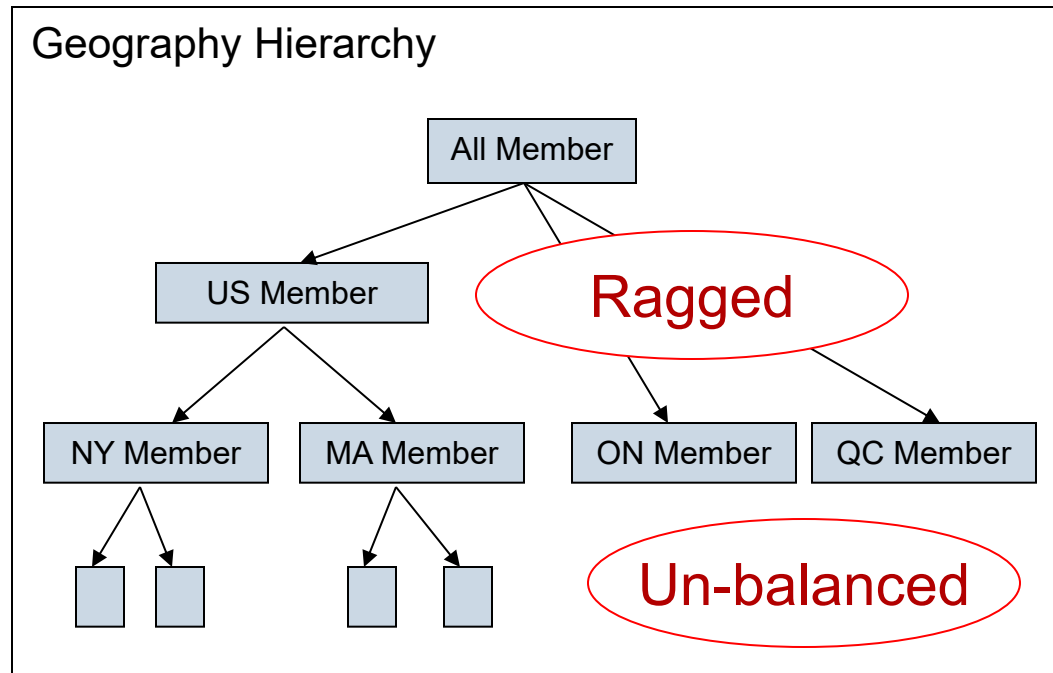 Geography Hierarchy
All Member
US Member
Ragged
NY Member
MA Member
ON Member
QC Member
Un-balanced